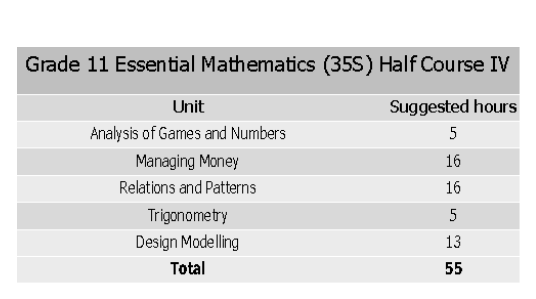 Grade 11 Essential Mathematics (35S) Half Course IV
Unit Suggested hours
Analysis of Games and Numbers 5
Managing Money 16
Relations and Patterns 16
Trigonometry 5
Design Modelling 13
Total 55